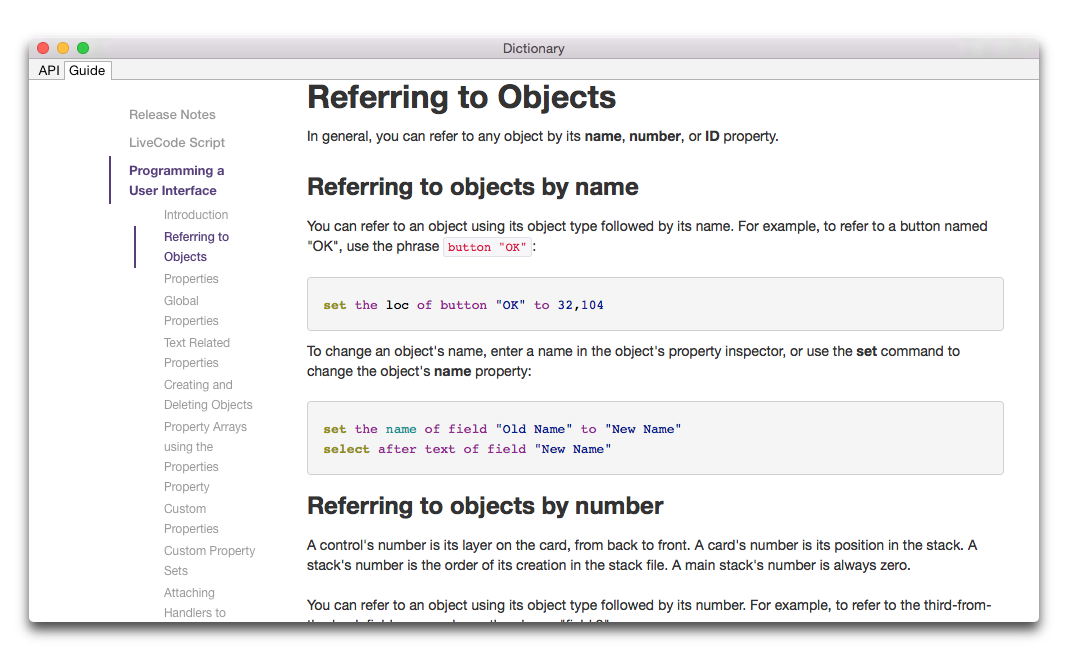 Dictionary
API Guide
Release Notes
LiveCode Script
Programming a
User Interface
Introduction
Referring to
Objects
Properties
Global
Properties
Text Related
Properties
Creating and
Deleting Objects
Property Arrays
using the
Properties
Property
Custom
Properties
Custom Property
Sets
Attaching
Handlers to
Referring to Objects
In general, you can refer to any object by its name, number, or ID property.
Referring to objects by name
You can refer to an object using its object type followed by its name. For example, to refer to a button named
"OK", use the phrase button "OK":
set the loc of button "OK" to 32,104
To change an object's name, enter a name in the object's property inspector, or use the set command to
change the object's name property:
set the name of field "Old Name" to "New Name"
select after text of field "New Name"
Referring to objects by number
A control's number is its layer on the card, from back to front. A card's number is its position in the stack. A
stack's number is the order of its creation in the stack file. A main stack's number is always zero.
You can refer to an object using its object type followed by its number. For example, to refer to the third-from-